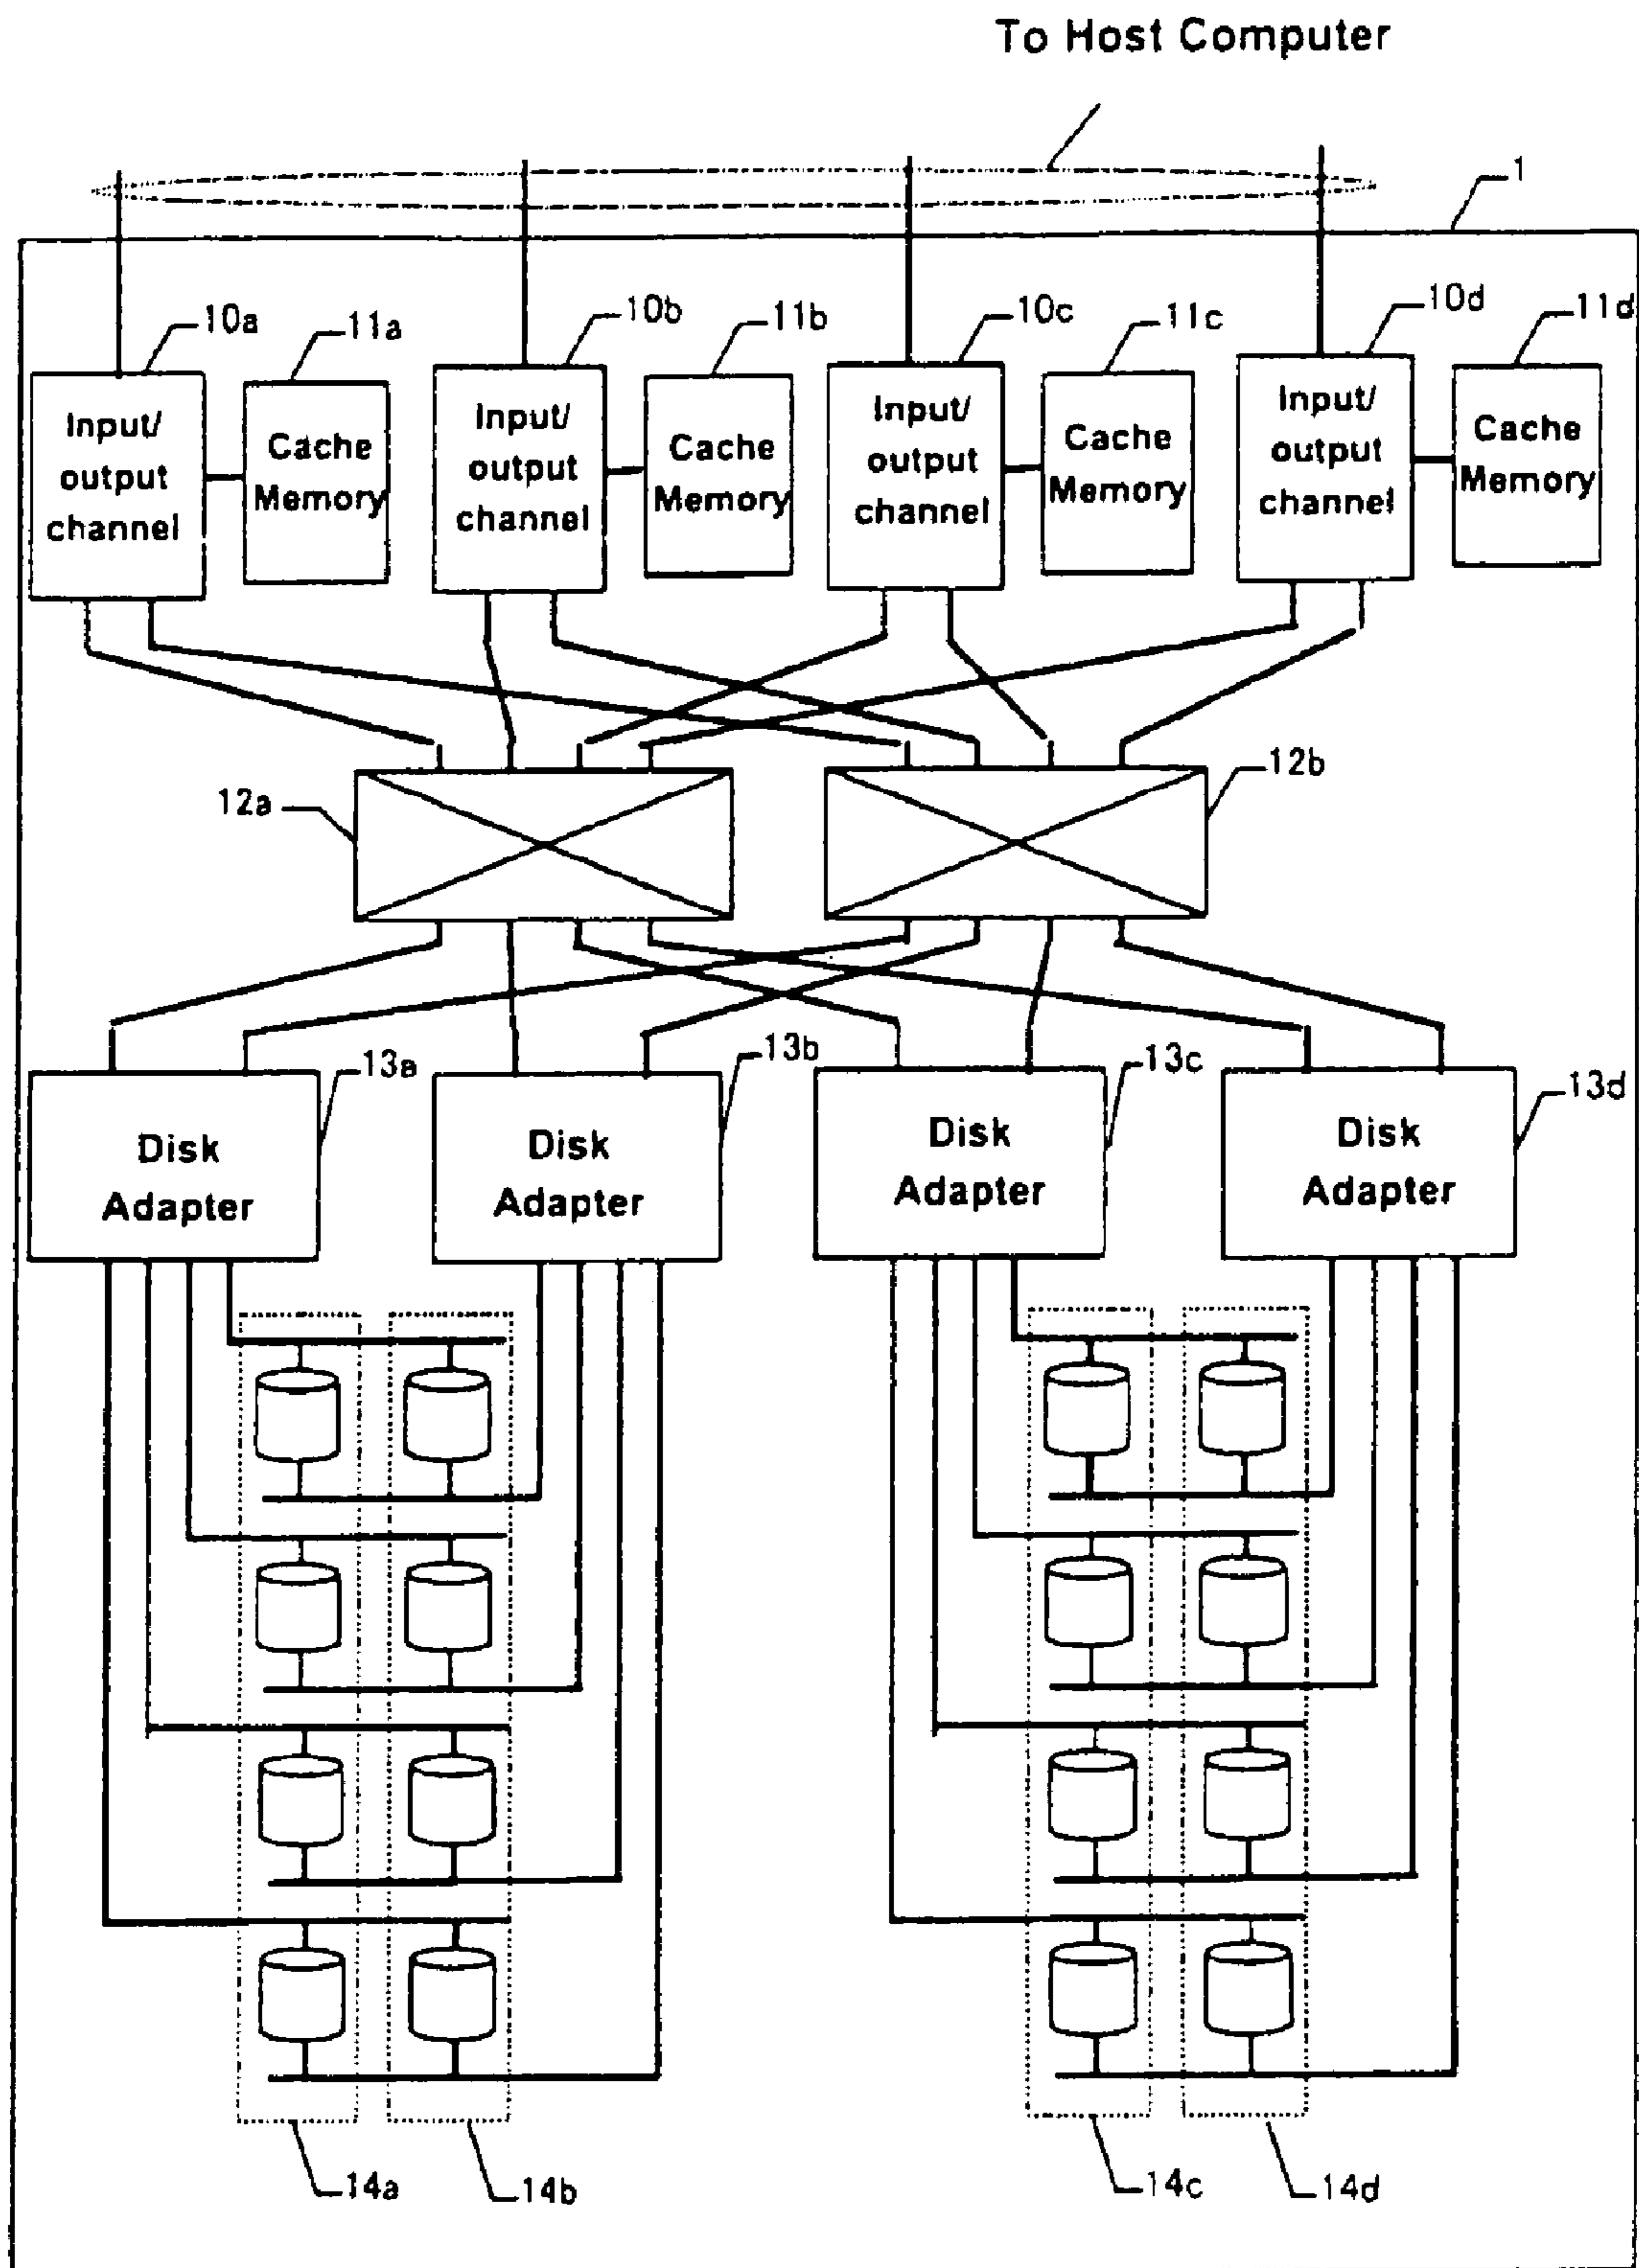 To Host Computer
1
10a
11a
10b
11b
10c
11c
10d
11d
Input/
output
channel
Cache
Memory
Input/
output
channel
Cache
Memory
Input/
output
channel
Cache
Memory
Input/
output
channel
Cache
Memory
12a
12b
13a
13b
13c
13d
Disk
Adapter
Disk
Adapter
Disk
Adapter
Disk
Adapter
14a
14b
14c
14d